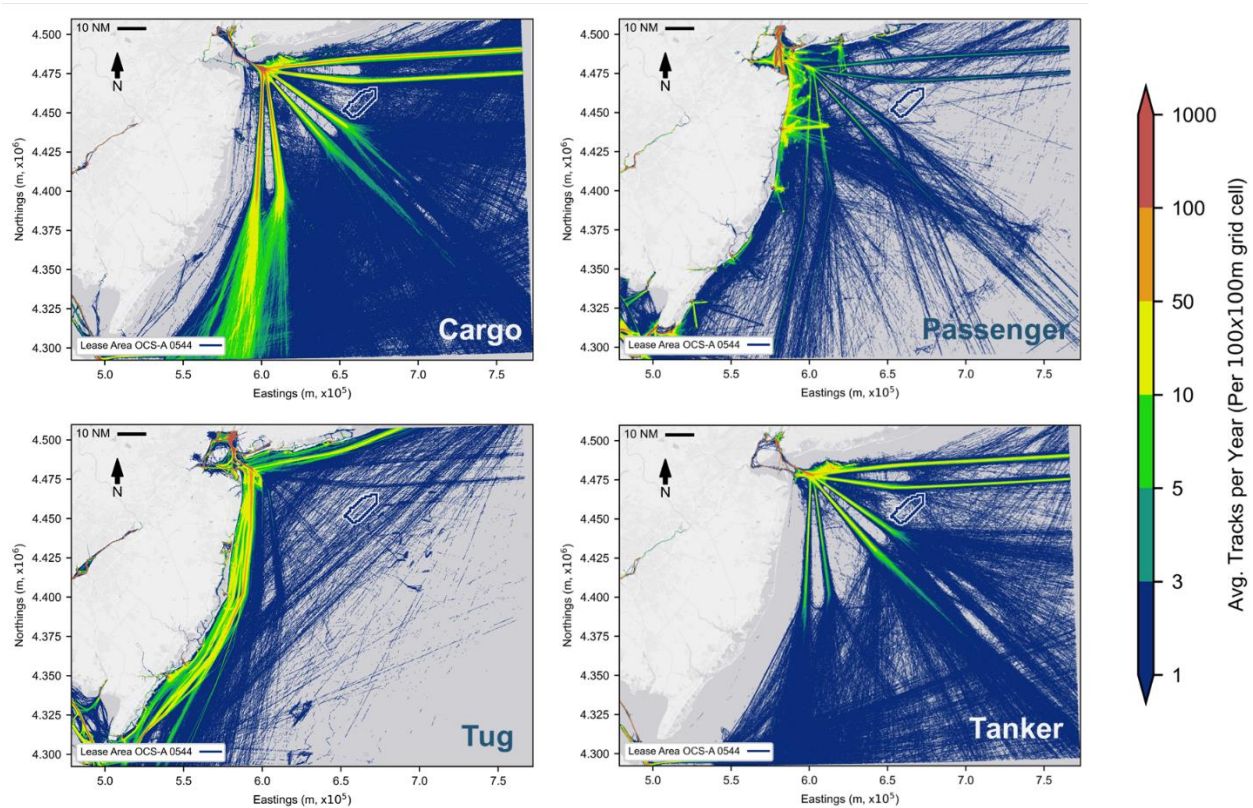 10 NM
N
4.500
4.475
4.450
4.425
4.400
4.375
4.350
4.325
4.300
Northings (m, x10⁶)
Cargo
Lease Area OCS-A 0544
5.0 5.5 6.0 6.5 7.0 7.5
Eastings (m, x10⁵)
10 NM
N
4.500
4.475
4.450
4.425
4.400
4.375
4.350
4.325
4.300
Northings (m, x10⁶)
Passenger
Lease Area OCS-A 0544
5.0 5.5 6.0 6.5 7.0 7.5
Eastings (m, x10⁵)
10 NM
N
4.500
4.475
4.450
4.425
4.400
4.375
4.350
4.325
4.300
Northings (m, x10⁶)
Tug
Lease Area OCS-A 0544
5.0 5.5 6.0 6.5 7.0 7.5
Eastings (m, x10⁵)
10 NM
N
4.500
4.475
4.450
4.425
4.400
4.375
4.350
4.325
4.300
Northings (m, x10⁶)
Tanker
Lease Area OCS-A 0544
5.0 5.5 6.0 6.5 7.0 7.5
Eastings (m, x10⁵)
1000
100
50
10
5
3
1
Avg. Tracks per Year (Per 100x100m grid cell)